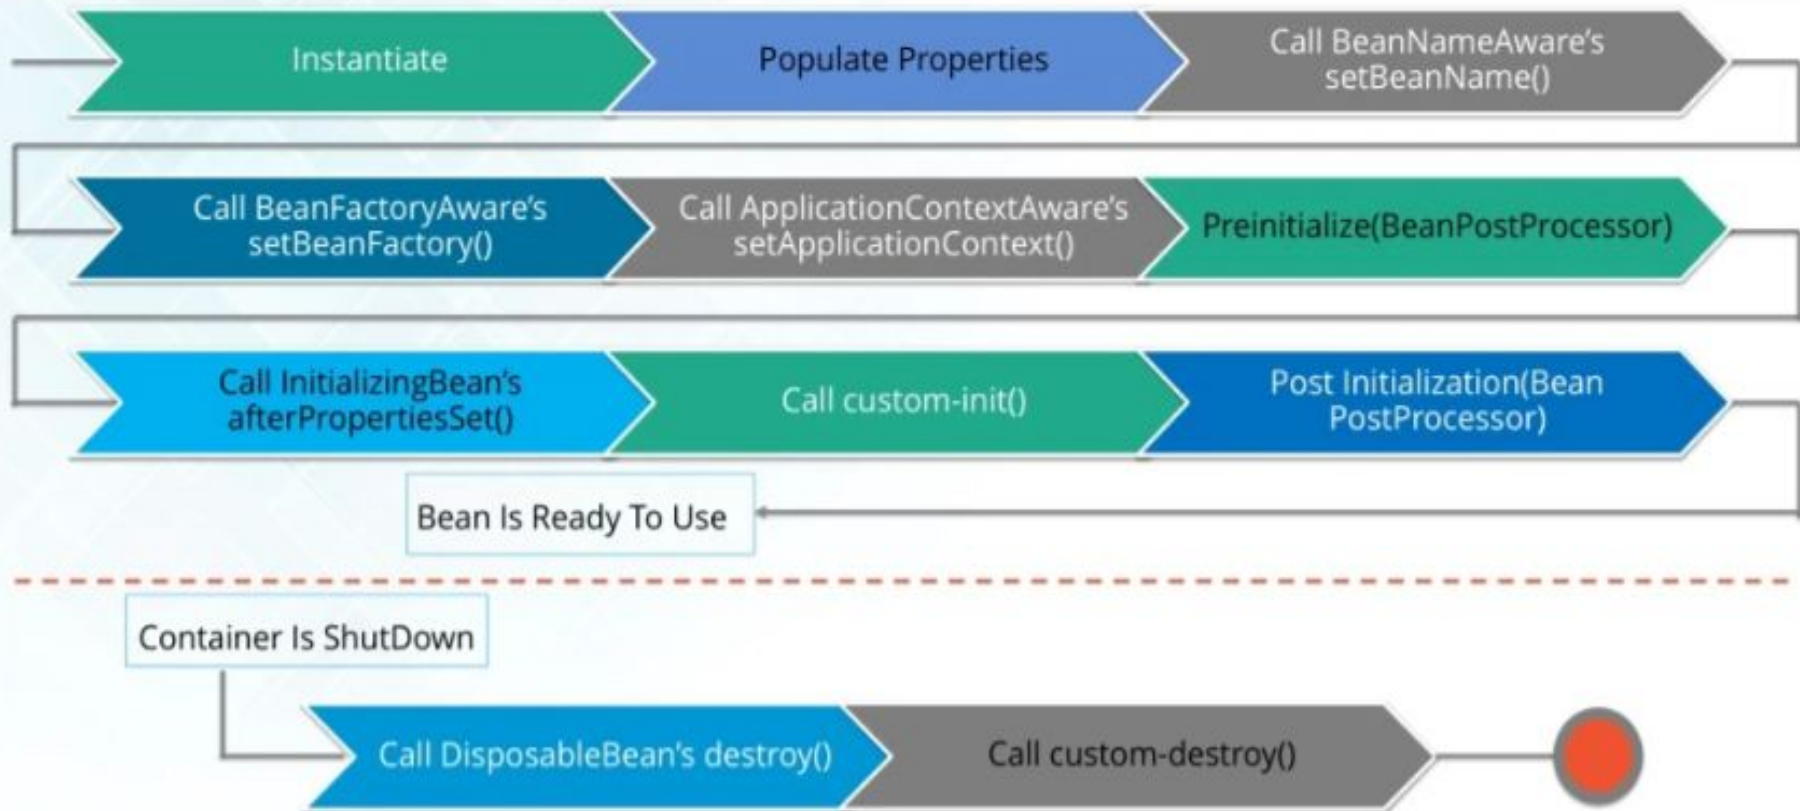 Instantiate
Populate Properties
Call BeanNameAware’s
setBeanName()
Call BeanFactoryAware’s
setBeanFactory()
Call ApplicationContextAware’s
setApplicationContext()
Preinitialize(BeanPostProcessor)
Call InitializingBean’s
afterPropertiesSet()
Call custom-init()
Post Initialization(Bean
PostProcessor)
Bean Is Ready To Use
Container Is ShutDown
Call DisposableBean’s destroy()
Call custom-destroy()